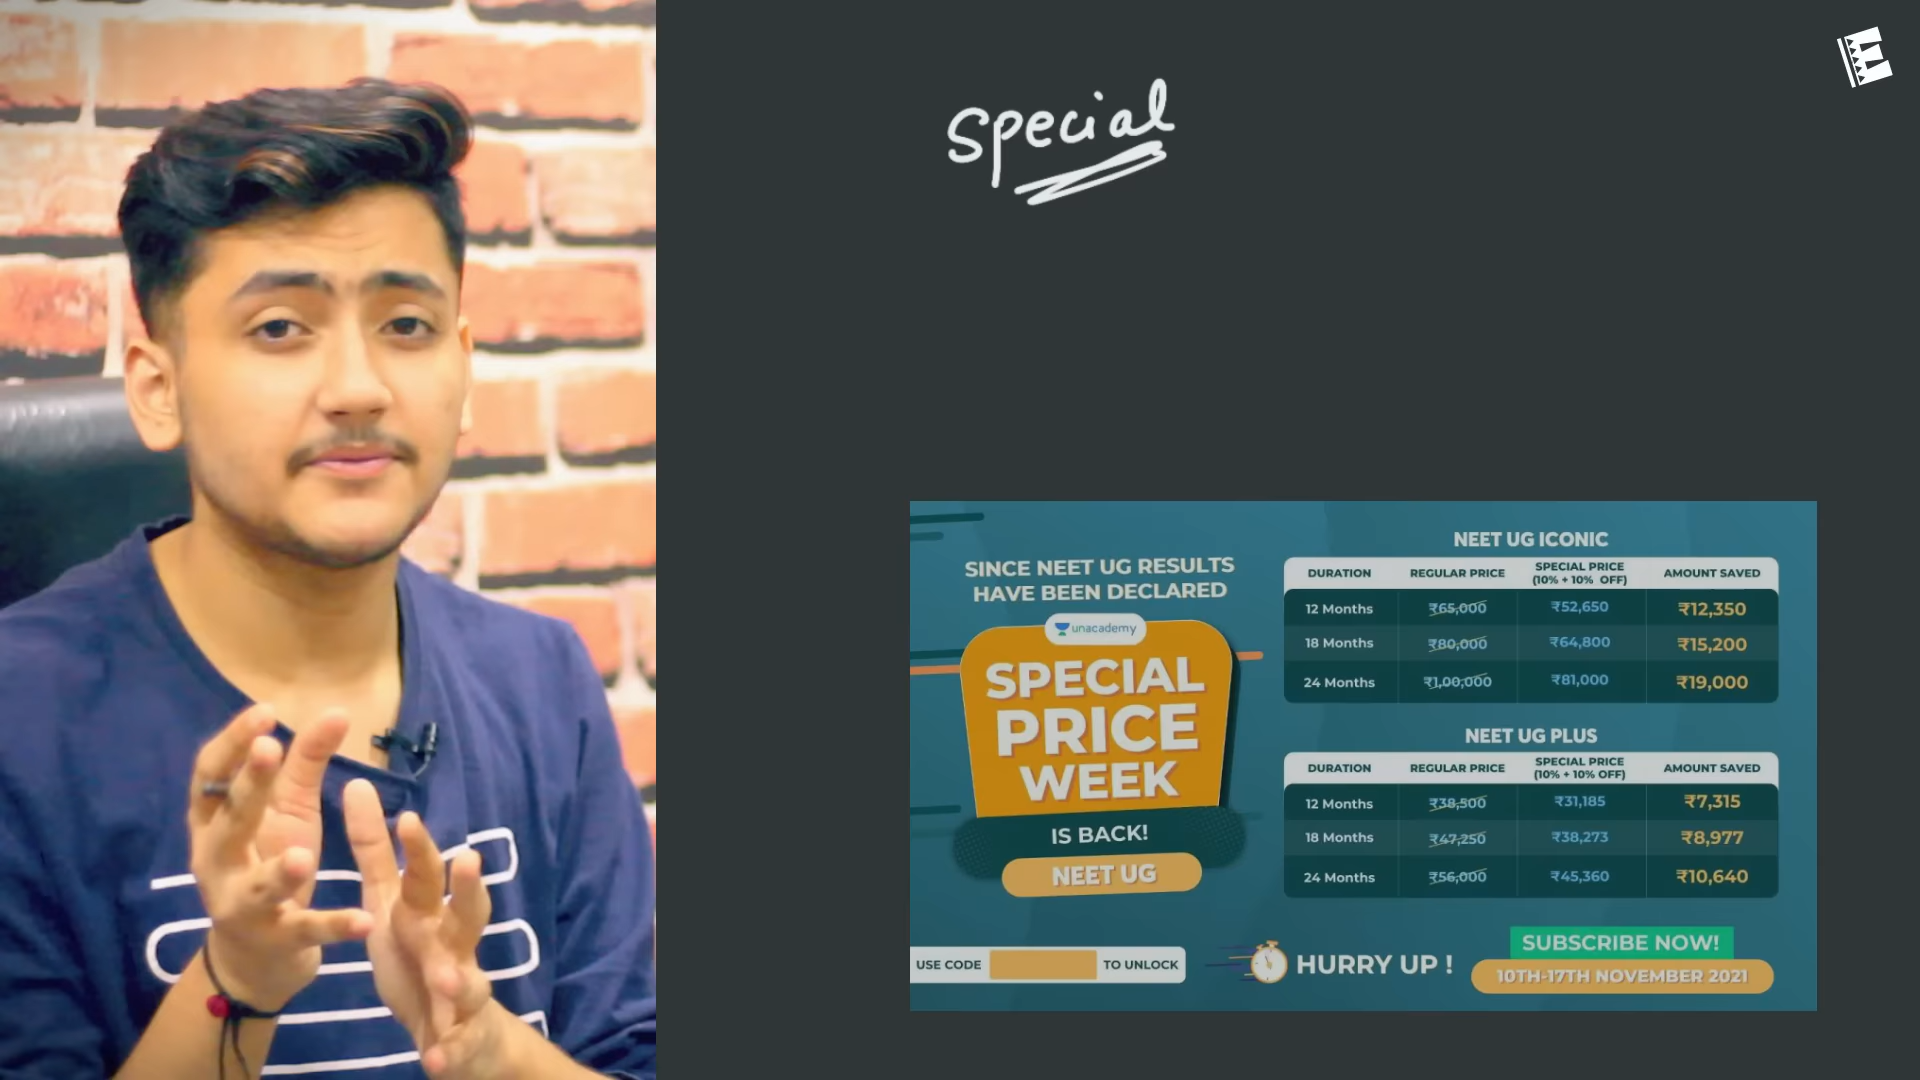 Special
SINCE NEET UG RESULTS
HAVE BEEN DECLARED
unacademy
SPECIAL
PRICE
WEEK
IS BACK!
NEET UG
USE CODE TO UNLOCK
NEET UG ICONIC
DURATION REGULAR PRICE SPECIAL PRICE (10% + 10% OFF) AMOUNT SAVED
12 Months ₹65,000 ₹52,650 ₹12,350
18 Months ₹80,000 ₹64,800 ₹15,200
24 Months ₹1,00,000 ₹81,000 ₹19,000
NEET UG PLUS
DURATION REGULAR PRICE SPECIAL PRICE (10% + 10% OFF) AMOUNT SAVED
12 Months ₹38,500 ₹31,185 ₹7,315
18 Months ₹47,250 ₹38,273 ₹8,977
24 Months ₹56,000 ₹45,360 ₹10,640
HURRY UP !
SUBSCRIBE NOW!
10TH-17TH NOVEMBER 2021